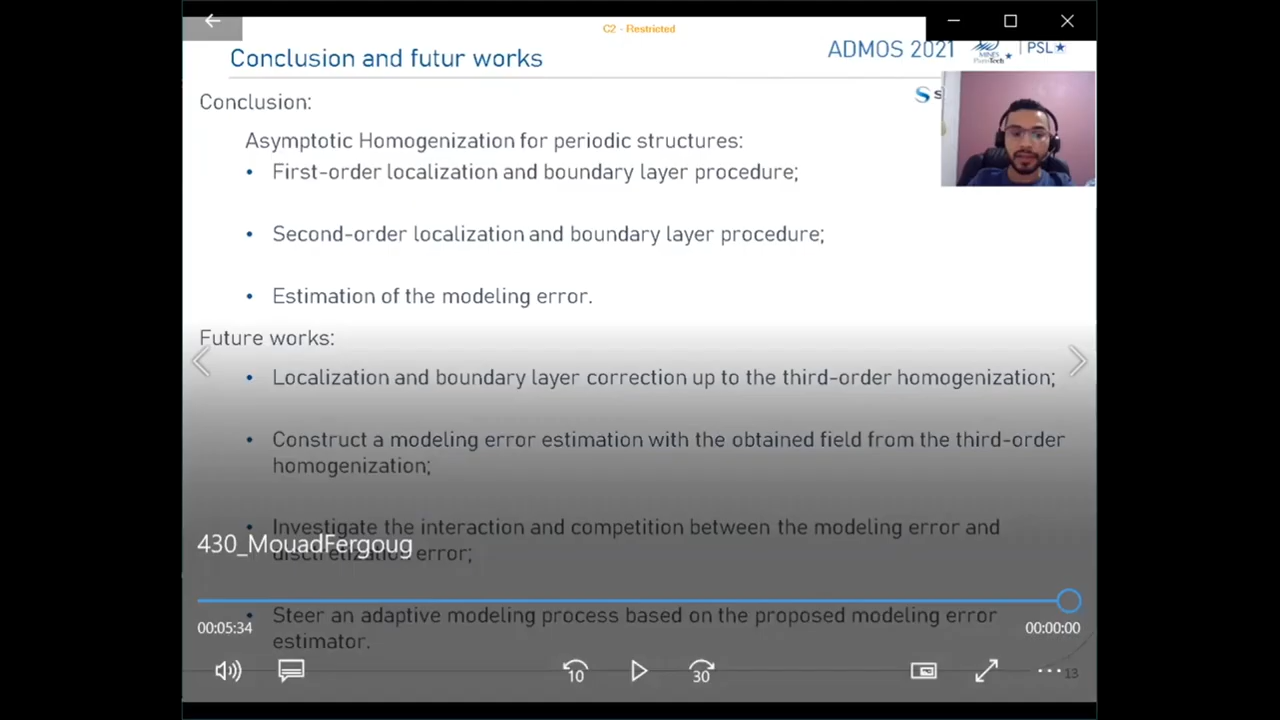 C2 - Restricted
Conclusion and futur works
ADMOS 2021
MINES
ParisTech
PSL
S
Conclusion:
Asymptotic Homogenization for periodic structures:
• First-order localization and boundary layer procedure;
• Second-order localization and boundary layer procedure;
• Estimation of the modeling error.
Future works:
• Localization and boundary layer correction up to the third-order homogenization;
• Construct a modeling error estimation with the obtained field from the third-order
homogenization;
• Investigate the interaction and competition between the modeling error and
error;
430_MouadFergoug
• Steer an adaptive modeling process based on the proposed modeling error
estimator.
00:05:34
00:00:00
10
30
13